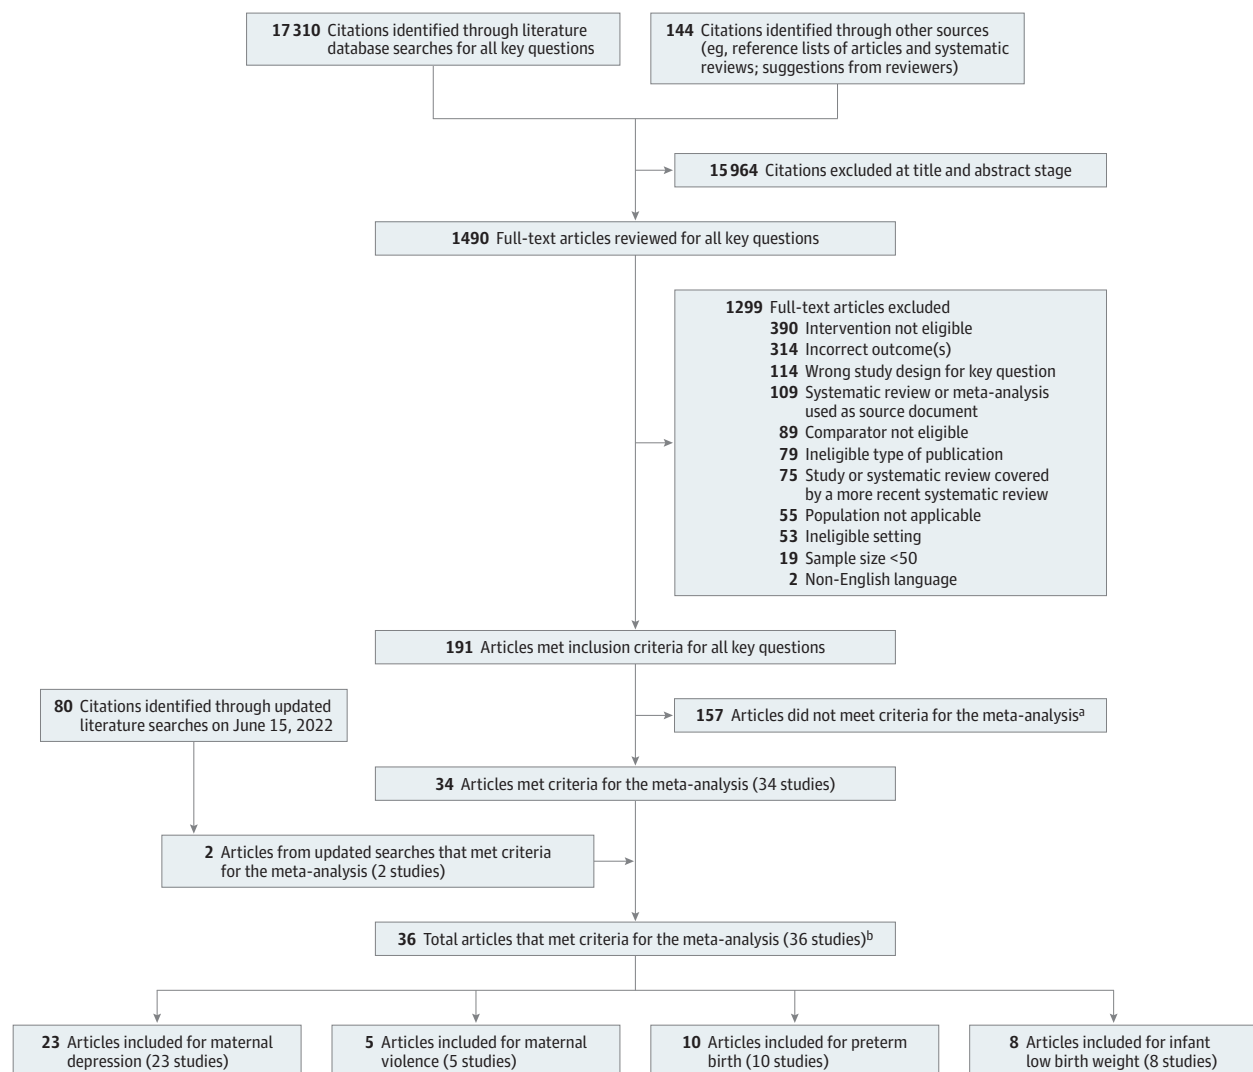 17 310 Citations identified through literature
database searches for all key questions
144 Citations identified through other sources
(eg, reference lists of articles and systematic
reviews; suggestions from reviewers)
15 964 Citations excluded at title and abstract stage
1490 Full-text articles reviewed for all key questions
1299 Full-text articles excluded
390 Intervention not eligible
314 Incorrect outcome(s)
114 Wrong study design for key question
109 Systematic review or meta-analysis
used as source document
89 Comparator not eligible
79 Ineligible type of publication
75 Study or systematic review covered
by a more recent systematic review
55 Population not applicable
53 Ineligible setting
19 Sample size <50
2 Non-English language
191 Articles met inclusion criteria for all key questions
80 Citations identified through updated
literature searches on June 15, 2022
157 Articles did not meet criteria for the meta-analysisᵃ
34 Articles met criteria for the meta-analysis (34 studies)
2 Articles from updated searches that met criteria
for the meta-analysis (2 studies)
36 Total articles that met criteria for the meta-analysis (36 studies)ᵇ
23 Articles included for maternal
depression (23 studies)
5 Articles included for maternal
violence (5 studies)
10 Articles included for preterm
birth (10 studies)
8 Articles included for infant
low birth weight (8 studies)